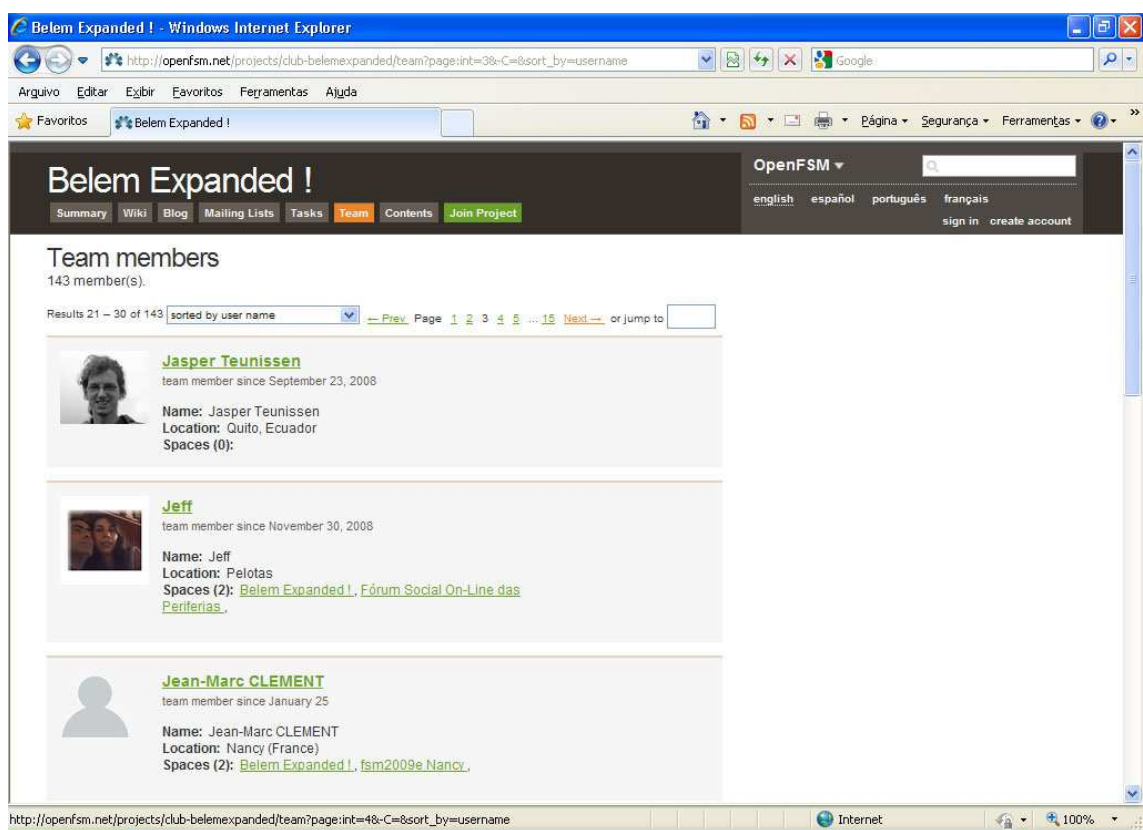 Belem Expanded ! - Windows Internet Explorer
http://openfsm.net/projects/club-belemexpanded/team?page:int=3&-C=&sort_by=username
Google
Arquivo Editar Exibir Favoritos Ferramentas Ajuda
Favoritos Belem Expanded ! Página Segurança Ferramentas
Belem Expanded !
OpenFSM
Summary Wiki Blog Mailing Lists Tasks Team Contents Join Project
english español português français
sign in create account
Team members
143 member(s).
Results 21 – 30 of 143 sorted by user name ← Prev Page 1 2 3 4 5 ... 15 Next → or jump to
Jasper Teunissen
team member since September 23, 2008
Name: Jasper Teunissen
Location: Quito, Ecuador
Spaces (0):
Jeff
team member since November 30, 2008
Name: Jeff
Location: Pelotas
Spaces (2): Belem Expanded ! , Fórum Social On-Line das
Periferias ,
Jean-Marc CLEMENT
team member since January 25
Name: Jean-Marc CLEMENT
Location: Nancy (France)
Spaces (2): Belem Expanded ! , fsm2009e Nancy ,
http://openfsm.net/projects/club-belemexpanded/team?page:int=4&-C=&sort_by=username Internet 100%